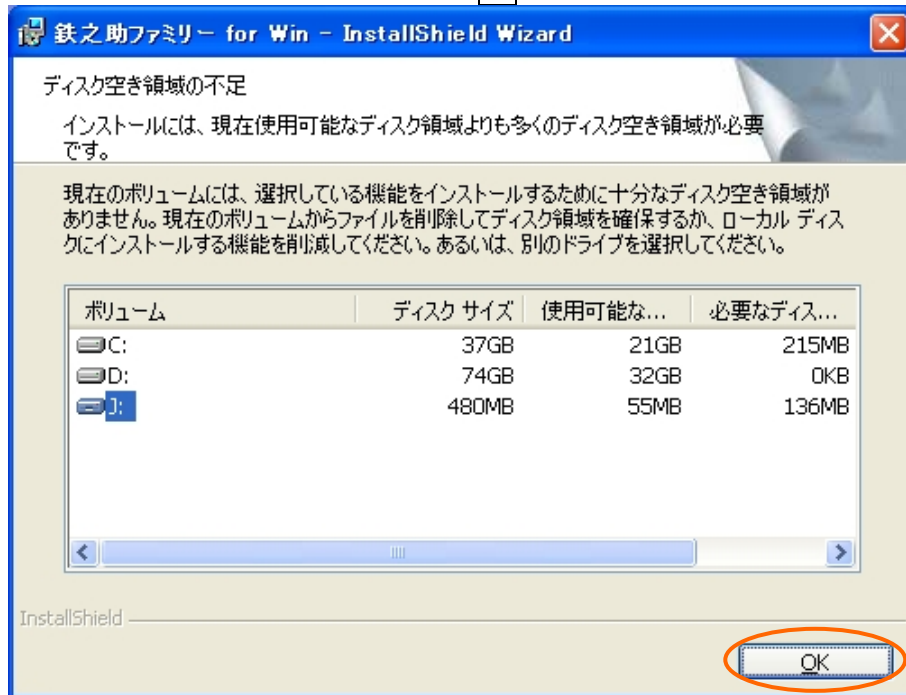 鉄之助ファミリー for Win - InstallShield Wizard
ディスク空き領域の不足
インストールには、現在使用可能なディスク領域よりも多くのディスク空き領域が必要
です。
現在のボリュームには、選択している機能をインストールするために十分なディスク空き領域が
ありません。現在のボリュームからファイルを削除してディスク領域を確保するか、ローカル ディス
クにインストールする機能を削減してください。あるいは、別のドライブを選択してください。
ボリューム ディスク サイズ 使用可能な... 必要なディス...
C: 37GB 21GB 215MB
D: 74GB 32GB 0KB
J: 480MB 55MB 136MB
InstallShield
OK